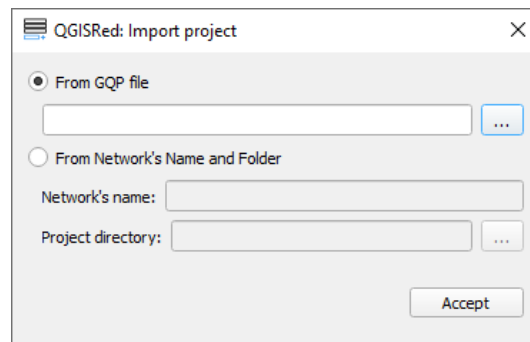 QGISRed: Import project
From GQP file
...
From Network's Name and Folder
Network's name:
Project directory:
...
Accept